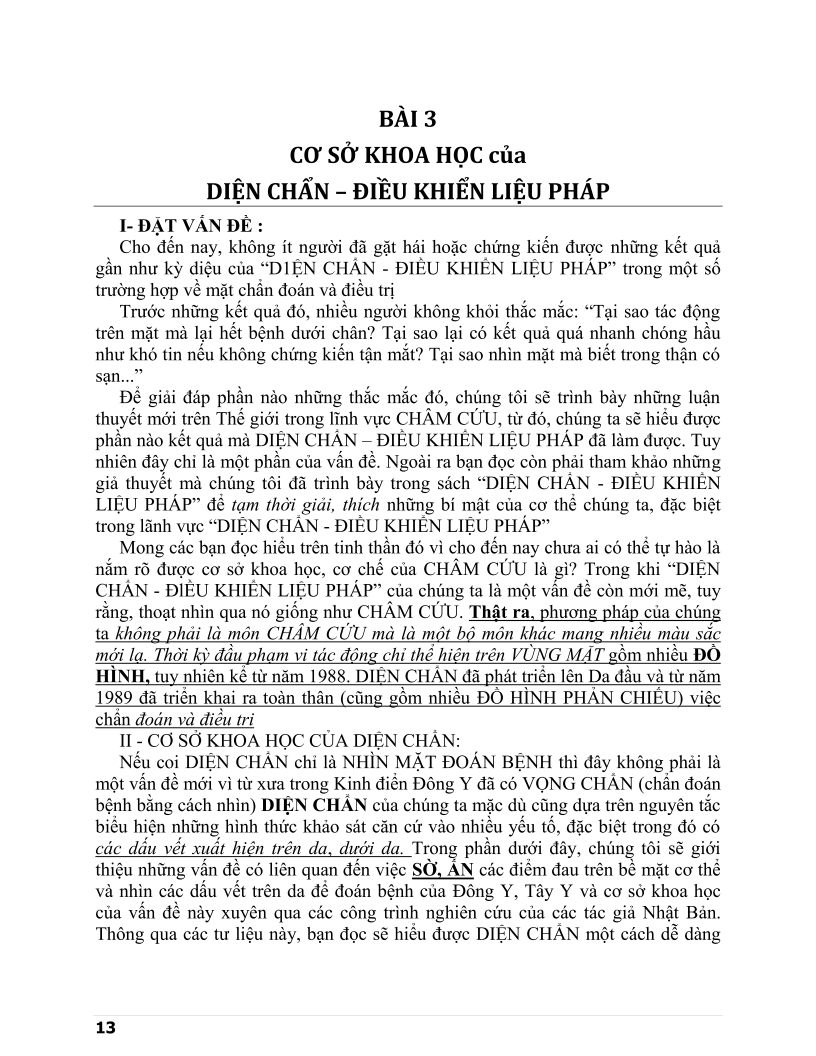 BÀI 3
CƠ SỞ KHOA HỌC của
DIỆN CHẨN – ĐIỀU KHIỂN LIỆU PHÁP
I- ĐẶT VẤN ĐỀ :
Cho đến nay, không ít người đã gặt hái hoặc chứng kiến được những kết quả
gần như kỳ diệu của “D1ỆN CHẨN - ĐIỀU KHIỂN LIỆU PHÁP” trong một số
trường hợp về mặt chẩn đoán và điều trị
Trước những kết quả đó, nhiều người không khỏi thắc mắc: “Tại sao tác động
trên mặt mà lại hết bệnh dưới chân? Tại sao lại có kết quả quá nhanh chóng hầu
như khó tin nếu không chứng kiến tận mắt? Tại sao nhìn mặt mà biết trong thận có
sạn...”
Để giải đáp phần nào những thắc mắc đó, chúng tôi sẽ trình bày những luận
thuyết mới trên Thế giới trong lĩnh vực CHÂM CỨU, từ đó, chúng ta sẽ hiểu được
phần nào kết quả mà DIỆN CHẨN – ĐIỀU KHIỂN LIỆU PHÁP đã làm được. Tuy
nhiên đây chỉ là một phần của vấn đề. Ngoài ra bạn đọc còn phải tham khảo những
giả thuyết mà chúng tôi đã trình bày trong sách “DIỆN CHẨN - ĐIỀU KHIỂN
LIỆU PHÁP” để tạm thời giải, thích những bí mật của cơ thể chúng ta, đặc biệt
trong lãnh vực “DIỆN CHẨN - ĐIỀU KHIỂN LIỆU PHÁP”
Mong các bạn đọc hiểu trên tinh thần đó vì cho đến nay chưa ai có thể tự hào là
nắm rõ được cơ sở khoa học, cơ chế của CHÂM CỨU là gì? Trong khi “DIỆN
CHẨN - ĐIỀU KHIỂN LIỆU PHÁP” của chúng ta là một vấn đề còn mới mẽ, tuy
rằng, thoạt nhìn qua nó giống như CHÂM CỨU. Thật ra, phương pháp của chúng
ta không phải là môn CHÂM CỨU mà là một bộ môn khác mang nhiều màu sắc
mới lạ. Thời kỳ đầu phạm vi tác động chỉ thể hiện trên VÙNG MẶT gồm nhiều ĐỒ
HÌNH, tuy nhiên kể từ năm 1988. DIỆN CHẨN đã phát triển lên Da đầu và từ năm
1989 đã triển khai ra toàn thân (cũng gồm nhiều ĐỒ HÌNH PHẢN CHIẾU) việc
chẩn đoán và điều trị
II - CƠ SỞ KHOA HỌC CỦA DIỆN CHẨN:
Nếu coi DIỆN CHẨN chỉ là NHÌN MẶT ĐOÁN BỆNH thì đây không phải là
một vấn đề mới vì từ xưa trong Kinh điển Đông Y đã có VỌNG CHẨN (chẩn đoán
bệnh bằng cách nhìn) DIỆN CHẨN của chúng ta mặc dù cũng dựa trên nguyên tắc
biểu hiện những hình thức khảo sát căn cứ vào nhiều yếu tố, đặc biệt trong đó có
các dấu vết xuất hiện trên da, dưới da. Trong phần dưới đây, chúng tôi sẽ giới
thiệu những vấn đề có liên quan đến việc SỜ, ẤN các điểm đau trên bề mặt cơ thể
và nhìn các dấu vết trên da để đoán bệnh của Đông Y, Tây Y và cơ sở khoa học
của vấn đề này xuyên qua các công trình nghiên cứu của các tác giả Nhật Bản.
Thông qua các tư liệu này, bạn đọc sẽ hiểu được DIỆN CHẨN một cách dễ dàng
13